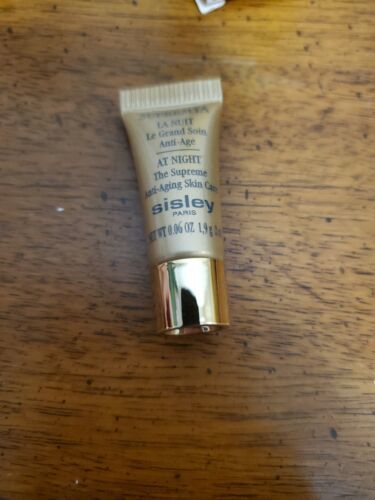 SUPREMŸA
LA NUIT
Le Grand Soin
Anti-Age
AT NIGHT
The Supreme
Anti-Aging Skin Care
sisley
PARIS
NET WT 0.06 OZ. 1,9 g